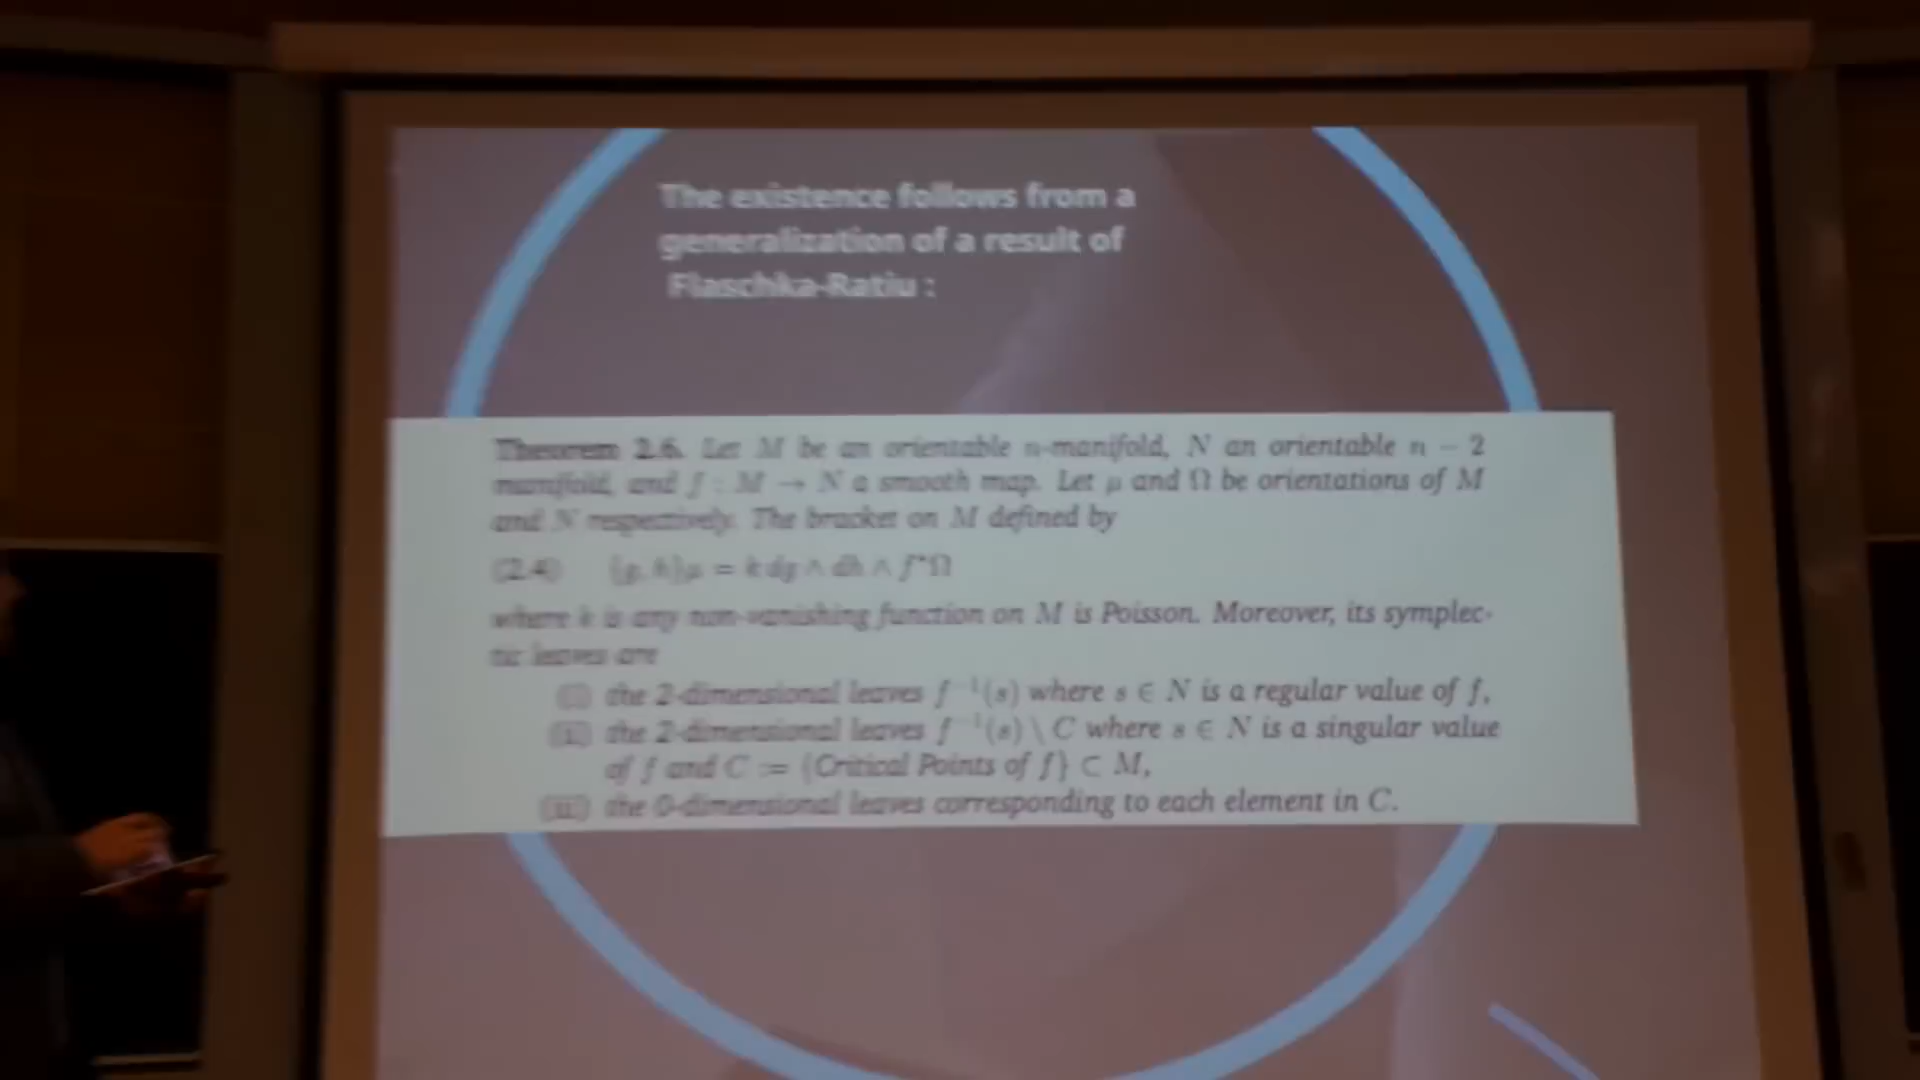 The existence follows from a
generalization of a result of
Flaschka-Ratiu :
Theorem 2.6. Let M be an orientable n-manifold, N an orientable n − 2
manifold, and f : M → N a smooth map. Let μ and Ω be orientations of M
and N respectively. The bracket on M defined by
(2.4) {g, h}μ = k dg ∧ dh ∧ f*Ω
where k is any non-vanishing function on M is Poisson. Moreover, its symplec-
tic leaves are
(i) the 2-dimensional leaves f⁻¹(s) where s ∈ N is a regular value of f,
(ii) the 2-dimensional leaves f⁻¹(s) \ C where s ∈ N is a singular value
of f and C := {Critical Points of f} ⊂ M,
(iii) the 0-dimensional leaves corresponding to each element in C.